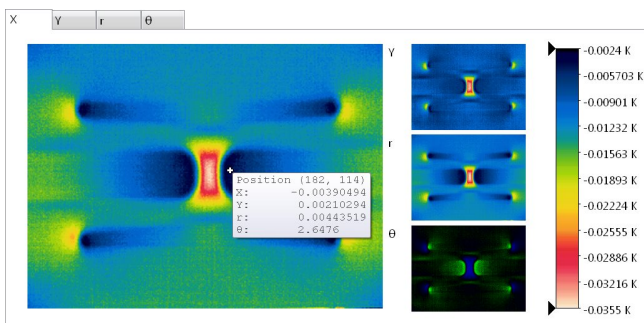 X Y r θ
Y
r
θ
Position (182, 114)
X: -0.00390494
Y: 0.00210294
r: 0.00443519
θ: 2.6476
-0.0024 K
-0.005703 K
-0.00901 K
-0.01232 K
-0.01563 K
-0.01893 K
-0.02224 K
-0.02555 K
-0.02886 K
-0.03216 K
-0.0355 K